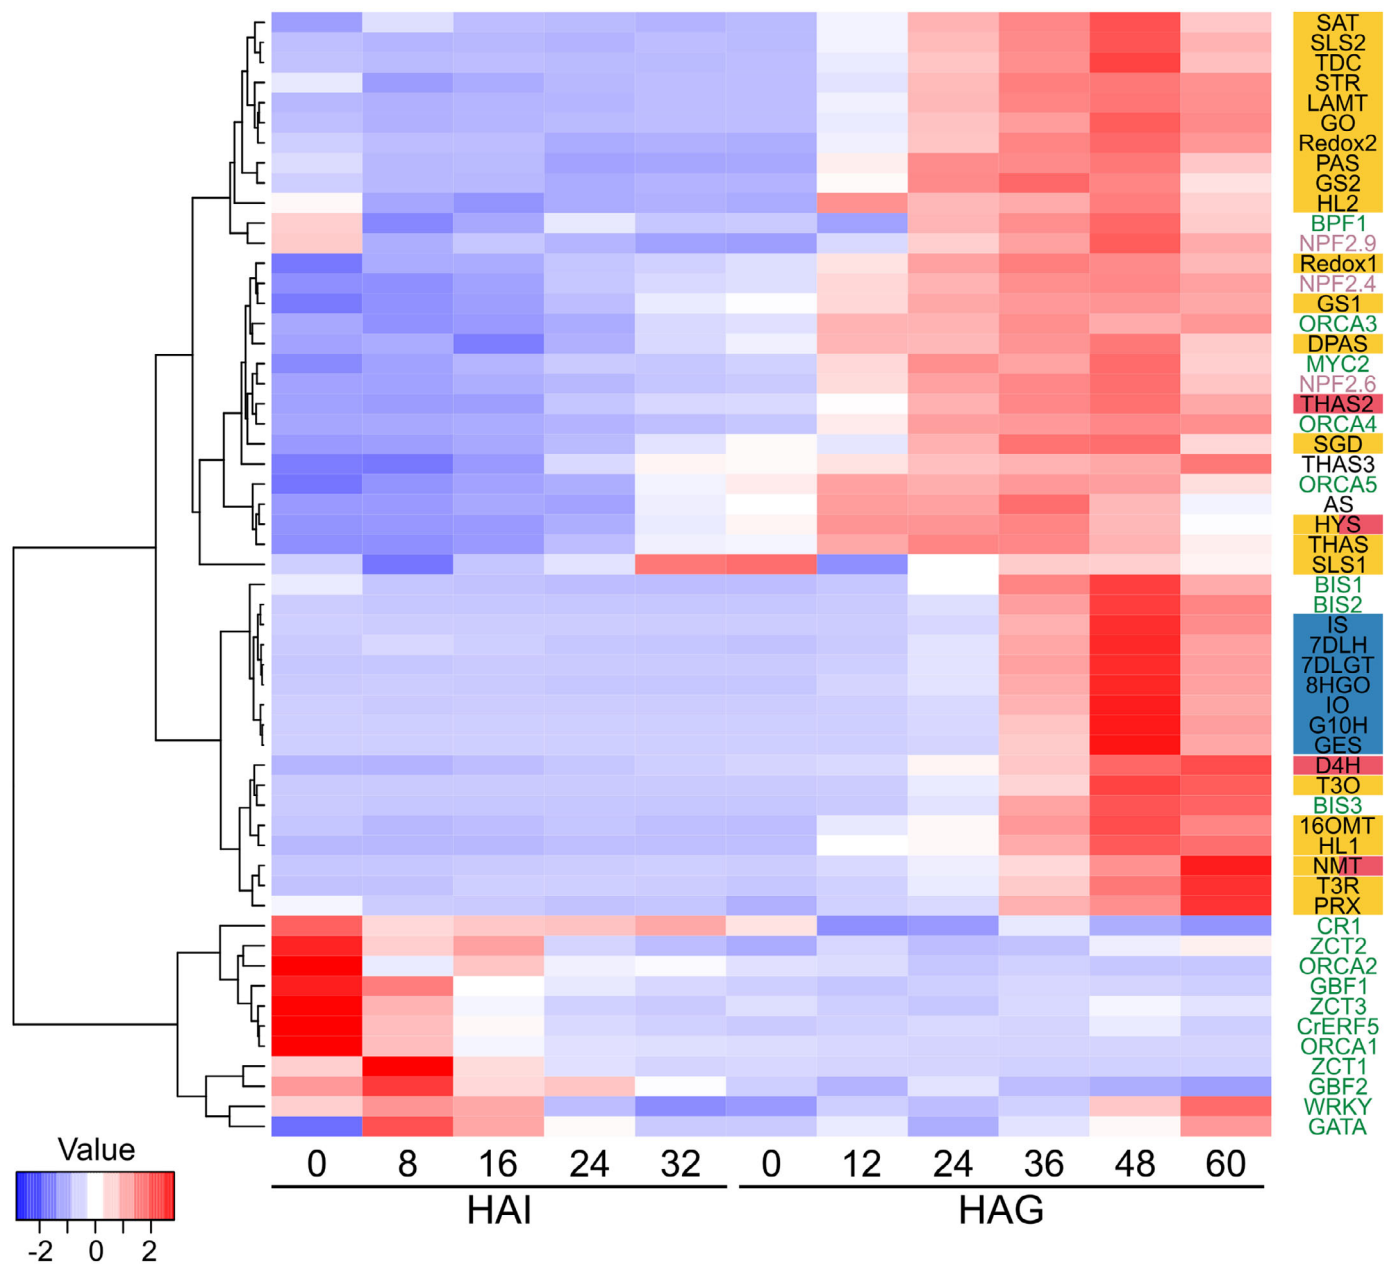 SAT
SLS2
TDC
STR
LAMT
GO
Redox2
PAS
GS2
HL2
BPF1
NPF2.9
Redox1
NPF2.4
GS1
ORCA3
DPAS
MYC2
NPF2.6
THAS2
ORCA4
SGD
THAS3
ORCA5
AS
HYS
THAS
SLS1
BIS1
BIS2
IS
7DLH
7DLGT
8HGO
IO
G10H
GES
D4H
T3O
BIS3
16OMT
HL1
NMT
T3R
PRX
CR1
ZCT2
ORCA2
GBF1
ZCT3
CrERF5
ORCA1
ZCT1
GBF2
WRKY
GATA
0 8 16 24 32 0 12 24 36 48 60
HAI HAG
Value
-2 0 2